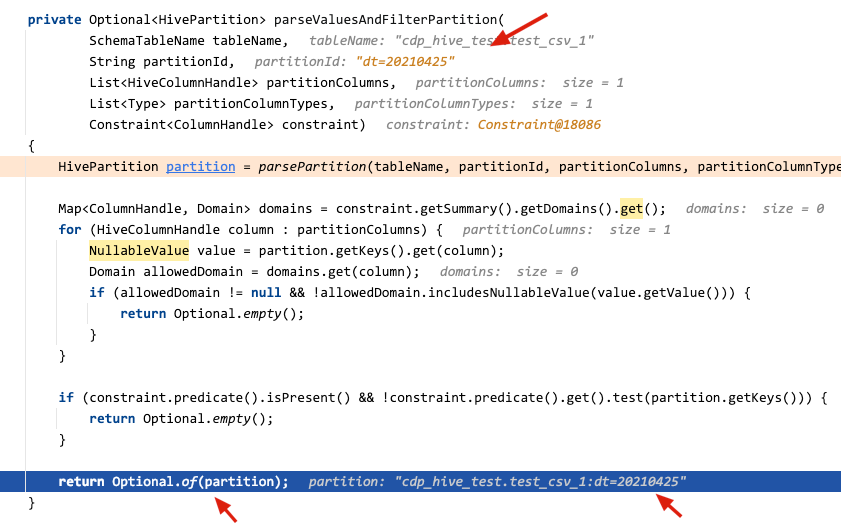 private Optional<HivePartition> parseValuesAndFilterPartition(
SchemaTableName tableName, tableName: "cdp_hive_test.test_csv_1"
String partitionId, partitionId: "dt=20210425"
List<HiveColumnHandle> partitionColumns, partitionColumns: size = 1
List<Type> partitionColumnTypes, partitionColumnTypes: size = 1
Constraint<ColumnHandle> constraint) constraint: Constraint@18086
{
HivePartition partition = parsePartition(tableName, partitionId, partitionColumns, partitionColumnType
Map<ColumnHandle, Domain> domains = constraint.getSummary().getDomains().get(); domains: size = 0
for (HiveColumnHandle column : partitionColumns) { partitionColumns: size = 1
NullableValue value = partition.getKeys().get(column);
Domain allowedDomain = domains.get(column); domains: size = 0
if (allowedDomain != null && !allowedDomain.includesNullableValue(value.getValue())) {
return Optional.empty();
}
}
if (constraint.predicate().isPresent() && !constraint.predicate().get().test(partition.getKeys())) {
return Optional.empty();
}
return Optional.of(partition); partition: "cdp_hive_test.test_csv_1:dt=20210425"
}